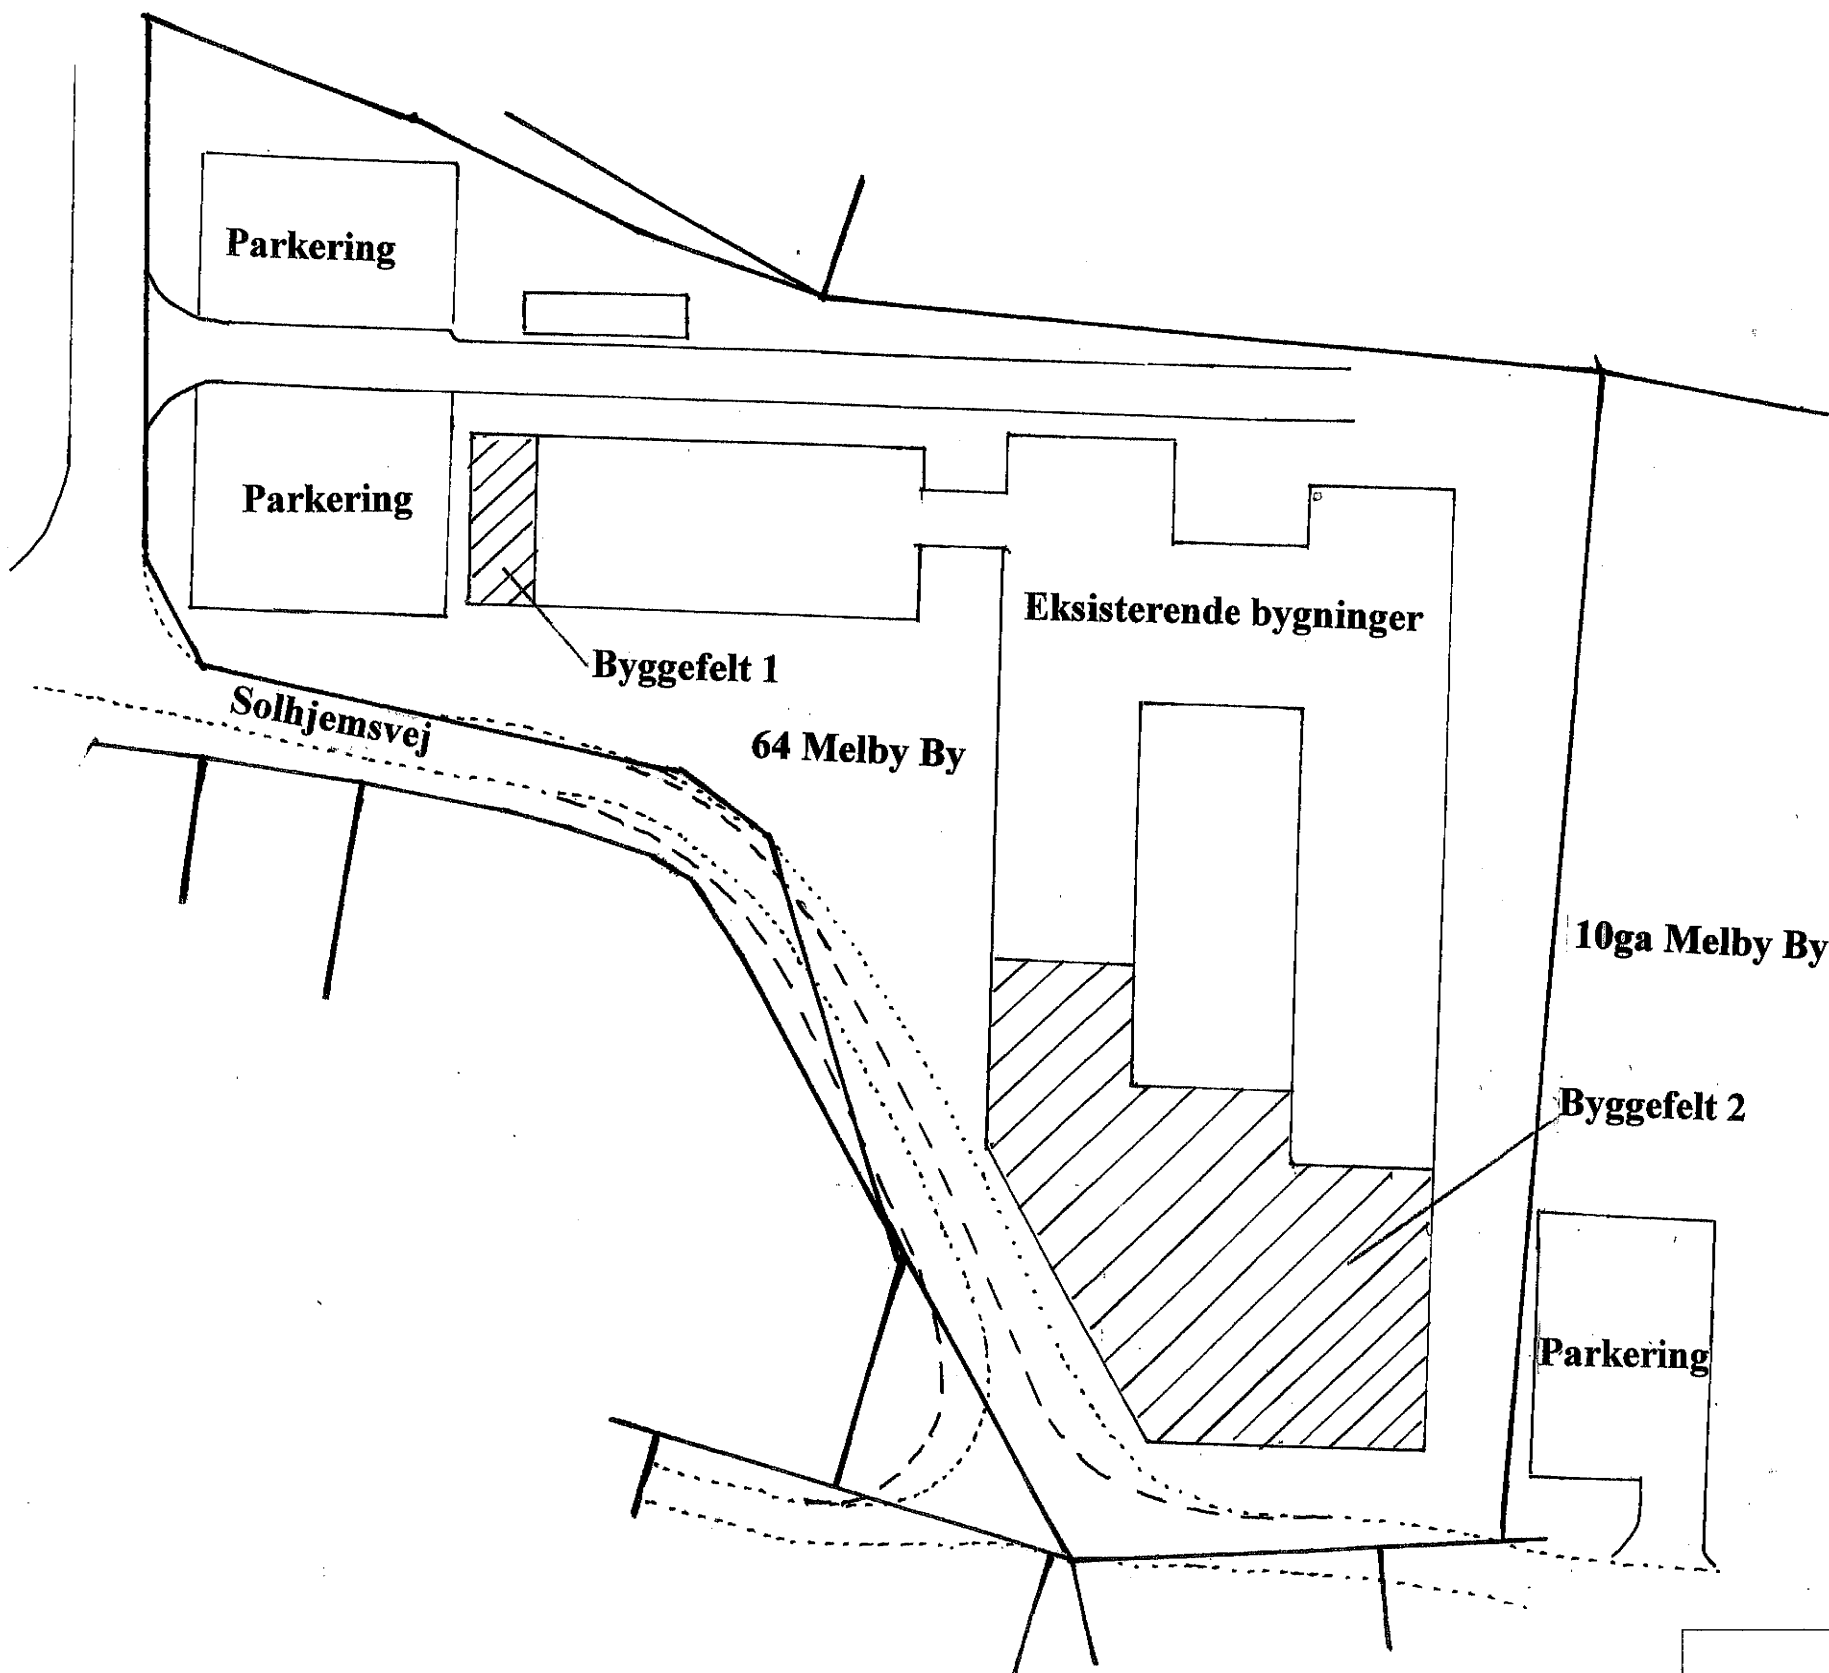 Parkering
Parkering
Eksisterende bygninger
Byggefelt 1
Solhjemsvej
64 Melby By
10ga Melby By
Byggefelt 2
Parkering